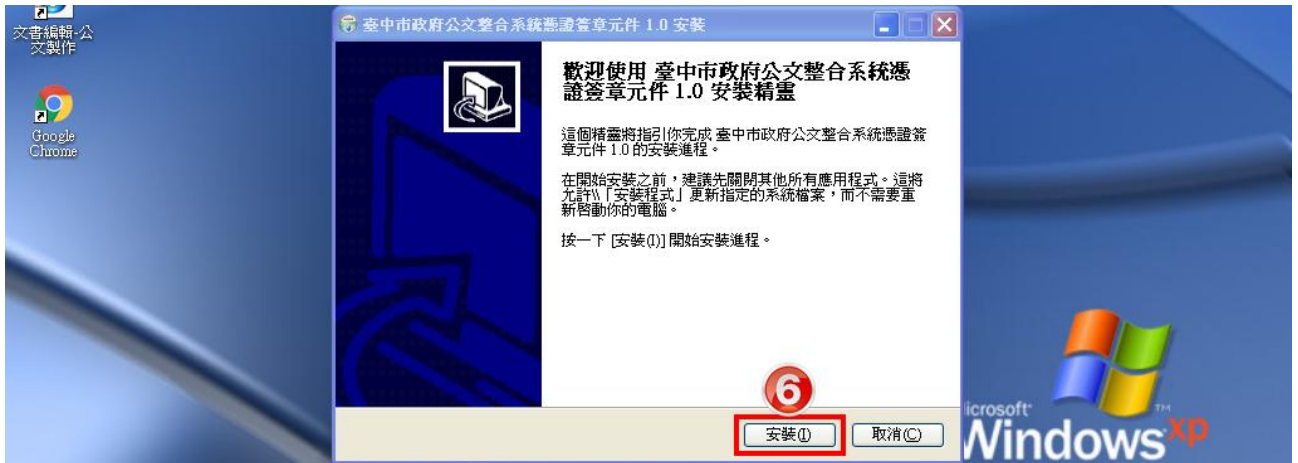 文書編輯-公
文製作
Google
Chrome
臺中市政府公文整合系統憑證簽章元件 1.0 安裝
歡迎使用 臺中市政府公文整合系統憑
證簽章元件 1.0 安裝精靈
這個精靈將指引你完成 臺中市政府公文整合系統憑證簽
章元件 1.0 的安裝進程。
在開始安裝之前，建議先關閉其他所有應用程式。這將
允許\\「安裝程式」更新指定的系統檔案，而不需要重
新啓動你的電腦。
按一下 [安裝(I)] 開始安裝進程。
6
安裝(I)
取消(C)
icrosoft
Windows xp
TM